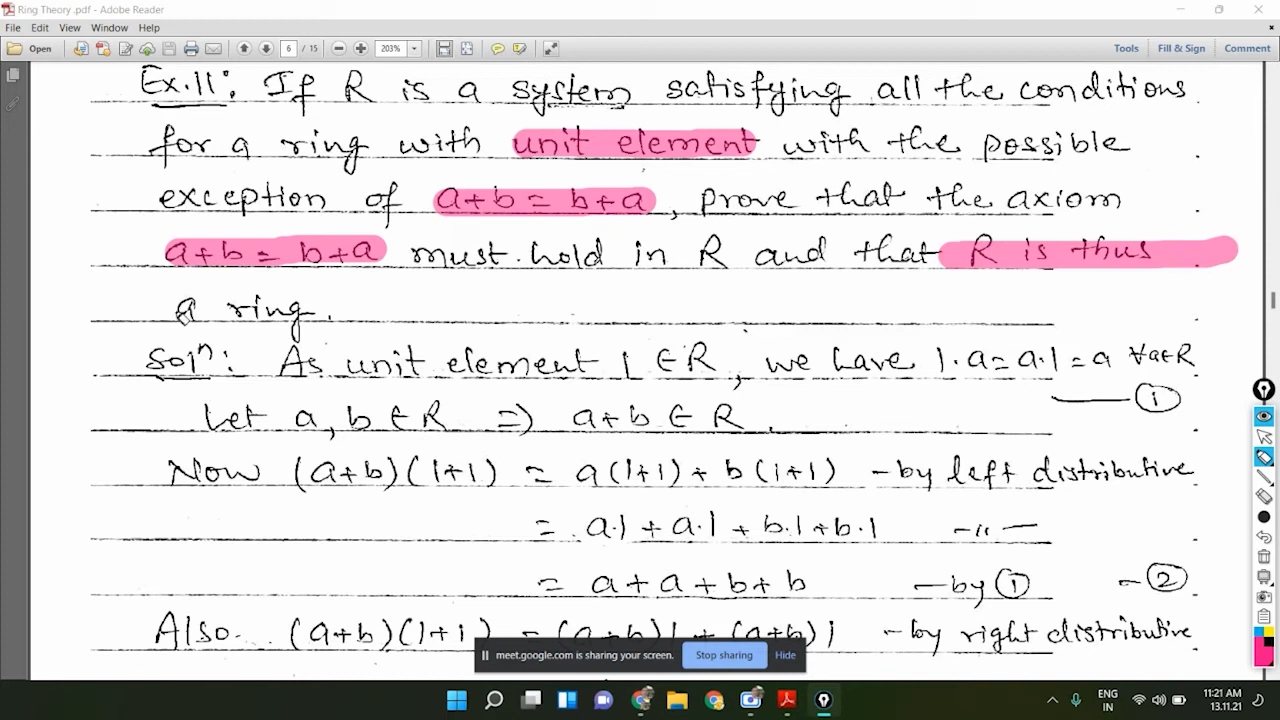 Ring Theory .pdf - Adobe Reader
File Edit View Window Help
Open 6 / 15 203% Tools Fill & Sign Comment
Ex.11: If R is a system satisfying all the conditions
for a ring with unit element with the possible
exception of a+b = b+a, prove that the axiom
a+b = b+a must hold in R and that R is thus
a ring.
Solⁿ: As unit element 1 ∈ R, we have 1·a = a·1 = a ∀a∈R
—— ①
Let a, b ∈ R ⇒ a+b ∈ R.
Now (a+b)(1+1) = a(1+1) + b(1+1) - by left distributive
= a·1 + a·1 + b·1 + b·1 -〃-
= a + a + b + b - by ① - ②
Also (a+b)(1+1) = (a+b)1 + (a+b)1 - by right distributive
meet.google.com is sharing your screen. Stop sharing Hide
ENG
IN
11:21 AM
13.11.21